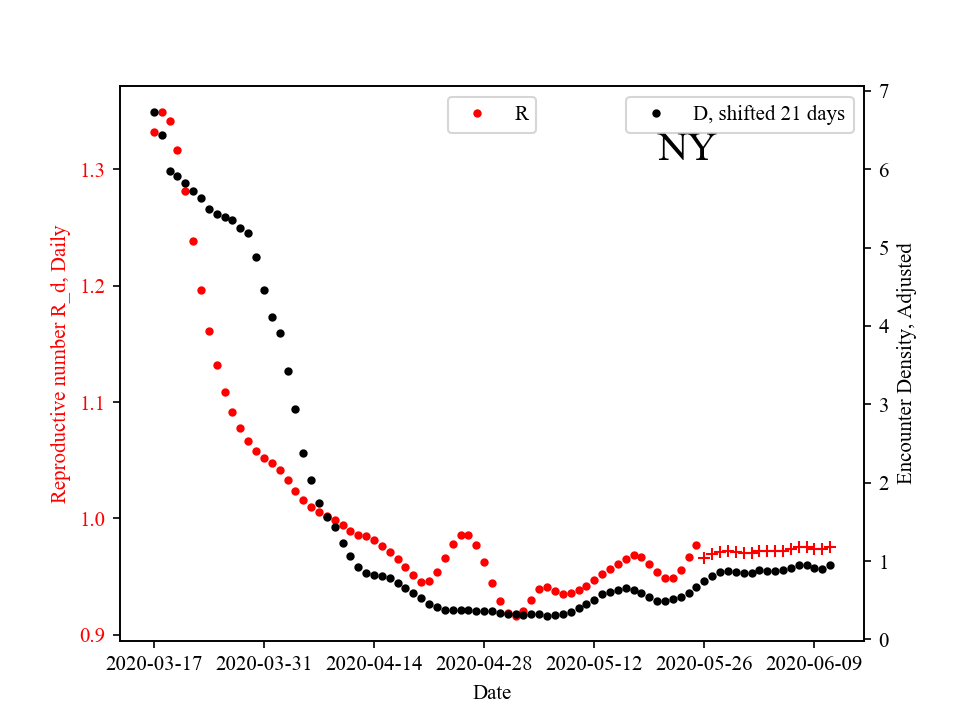 R
D, shifted 21 days
NY
Reproductive number R_d, Daily
1.3
1.2
1.1
1.0
0.9
7
6
5
4
3
2
1
0
Encounter Density, Adjusted
2020-03-17 2020-03-31 2020-04-14 2020-04-28 2020-05-12 2020-05-26 2020-06-09
Date